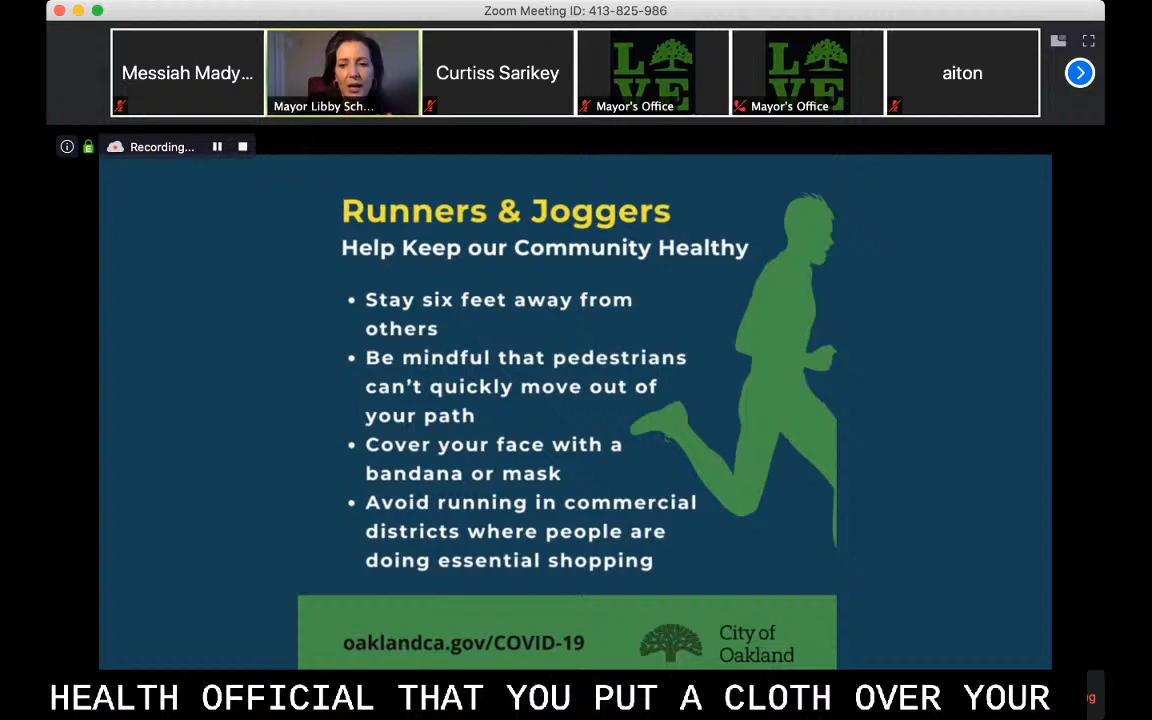 Zoom Meeting ID: 413-825-986
Messiah Mady...
Mayor Libby Sch...
Curtiss Sarikey
LOVE
Mayor's Office
LOVE
Mayor's Office
aiton
Recording...
Runners & Joggers
Help Keep our Community Healthy
• Stay six feet away from
others
• Be mindful that pedestrians
can't quickly move out of
your path
• Cover your face with a
bandana or mask
• Avoid running in commercial
districts where people are
doing essential shopping
oaklandca.gov/COVID-19
City of
Oakland
HEALTH OFFICIAL THAT YOU PUT A CLOTH OVER YOUR